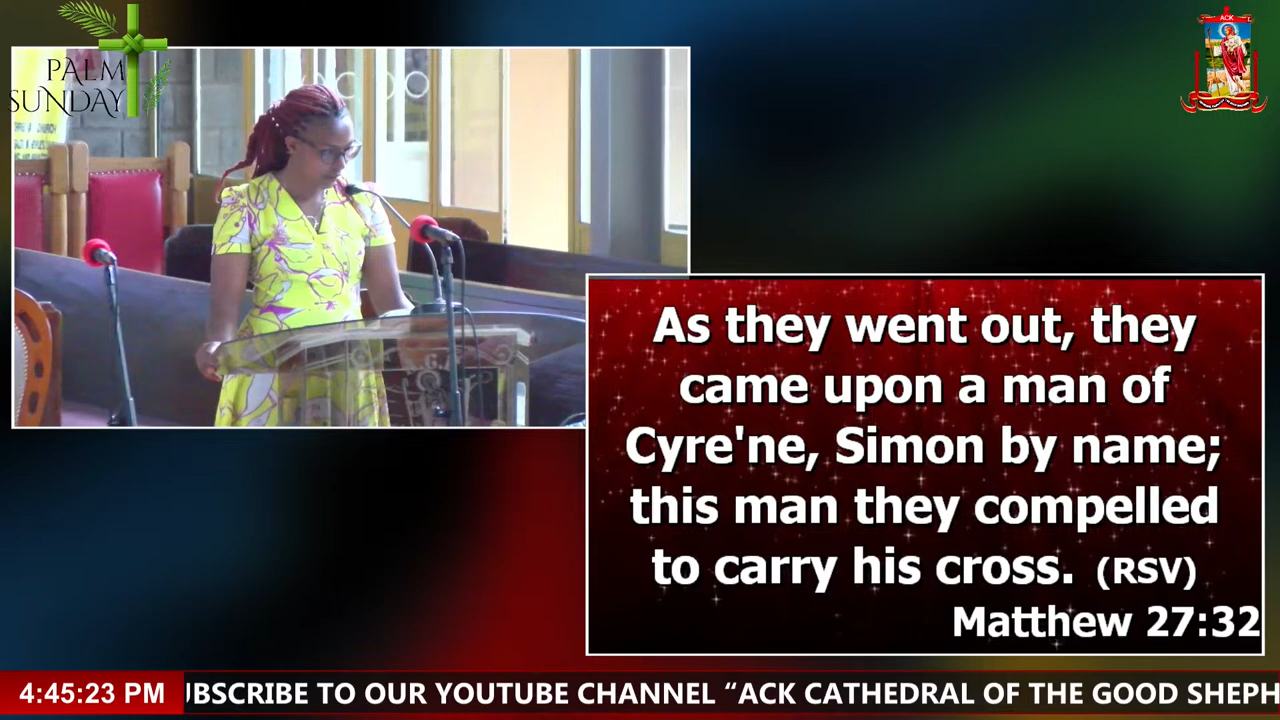 PALM
SUNDAY
ACK
As they went out, they
came upon a man of
Cyre'ne, Simon by name;
this man they compelled
to carry his cross. (RSV)
Matthew 27:32
4:45:23 PM
UBSCRIBE TO OUR YOUTUBE CHANNEL “ACK CATHEDRAL OF THE GOOD SHEPH